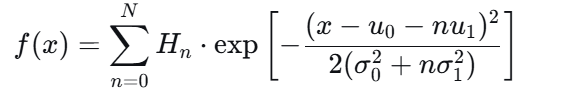 f(x) = \sum_{n=0}^{N} H_n \cdot \exp\left[-\frac{(x - u_0 - nu_1)^2}{2(\sigma_0^2 + n\sigma_1^2)}\right]